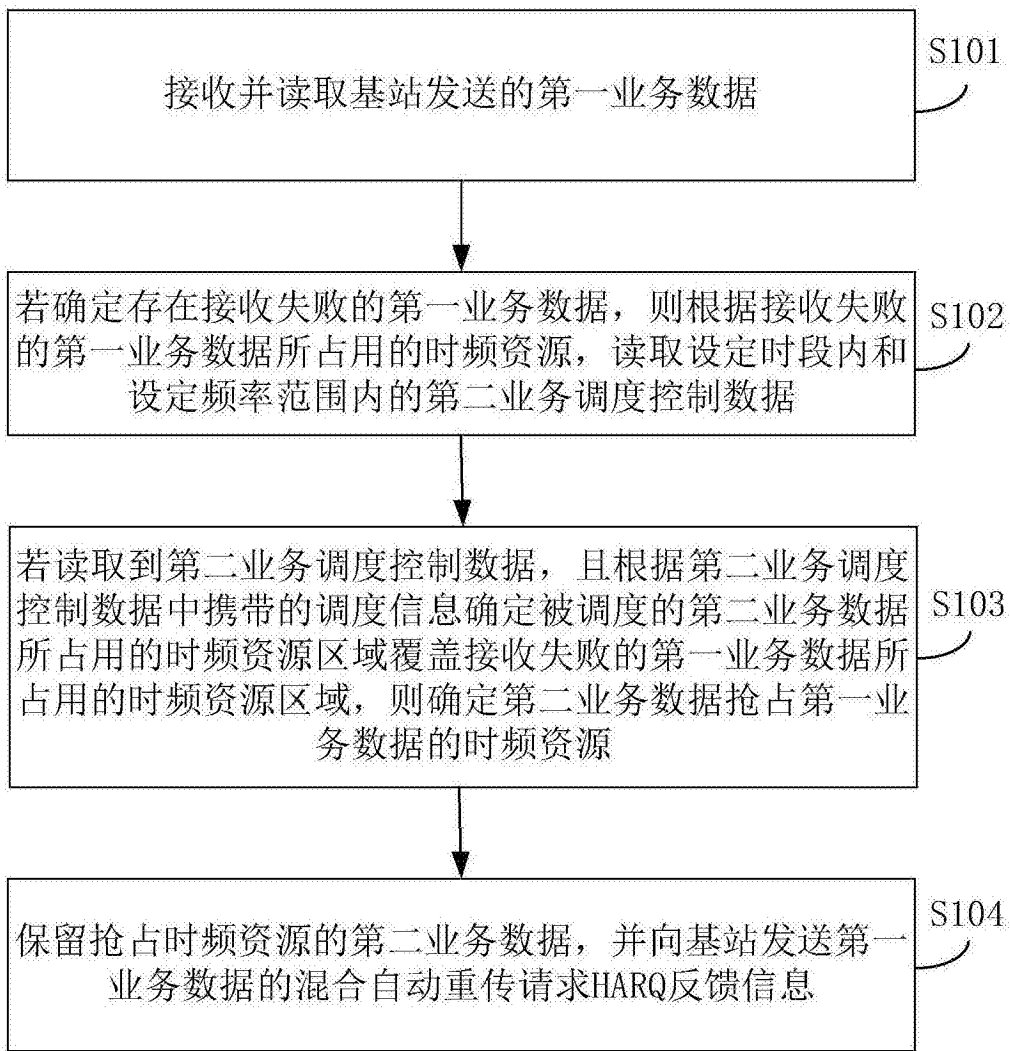 接收并读取基站发送的第一业务数据
S101
若确定存在接收失败的第一业务数据，则根据接收失败
的第一业务数据所占用的时频资源，读取设定时段内和
设定频率范围内的第二业务调度控制数据
S102
若读取到第二业务调度控制数据，且根据第二业务调度
控制数据中携带的调度信息确定被调度的第二业务数据
所占用的时频资源区域覆盖接收失败的第一业务数据所
占用的时频资源区域，则确定第二业务数据抢占第一业
务数据的时频资源
S103
保留抢占时频资源的第二业务数据，并向基站发送第一
业务数据的混合自动重传请求HARQ反馈信息
S104